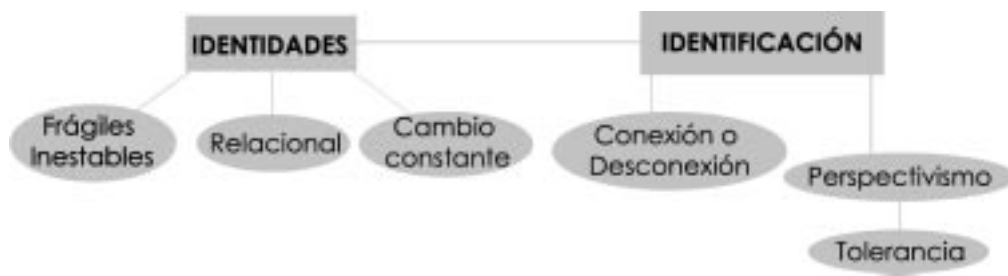 IDENTIDADES
IDENTIFICACIÓN
Frágiles
Inestables
Relacional
Cambio
constante
Conexión o
Desconexión
Perspectivismo
Tolerancia